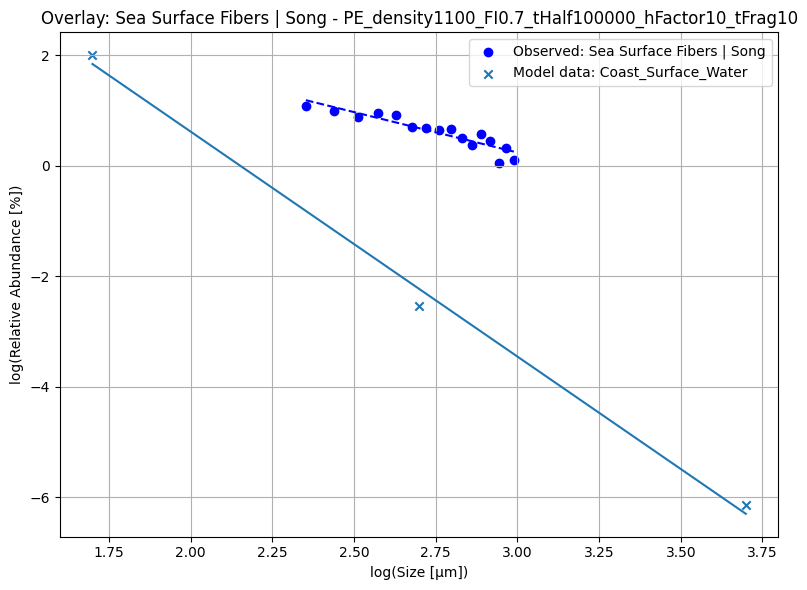 Overlay: Sea Surface Fibers | Song - PE_density1100_FI0.7_tHalf100000_hFactor10_tFrag10
Observed: Sea Surface Fibers | Song
Model data: Coast_Surface_Water
log(Relative Abundance [%])
2
0
−2
−4
−6
1.75 2.00 2.25 2.50 2.75 3.00 3.25 3.50 3.75
log(Size [µm])